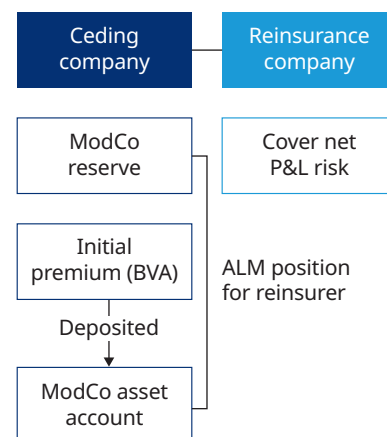 Ceding
company
Reinsurance
company
ModCo
reserve
Cover net
P&L risk
Initial
premium (BVA)
ALM position
for reinsurer
Deposited
ModCo asset
account